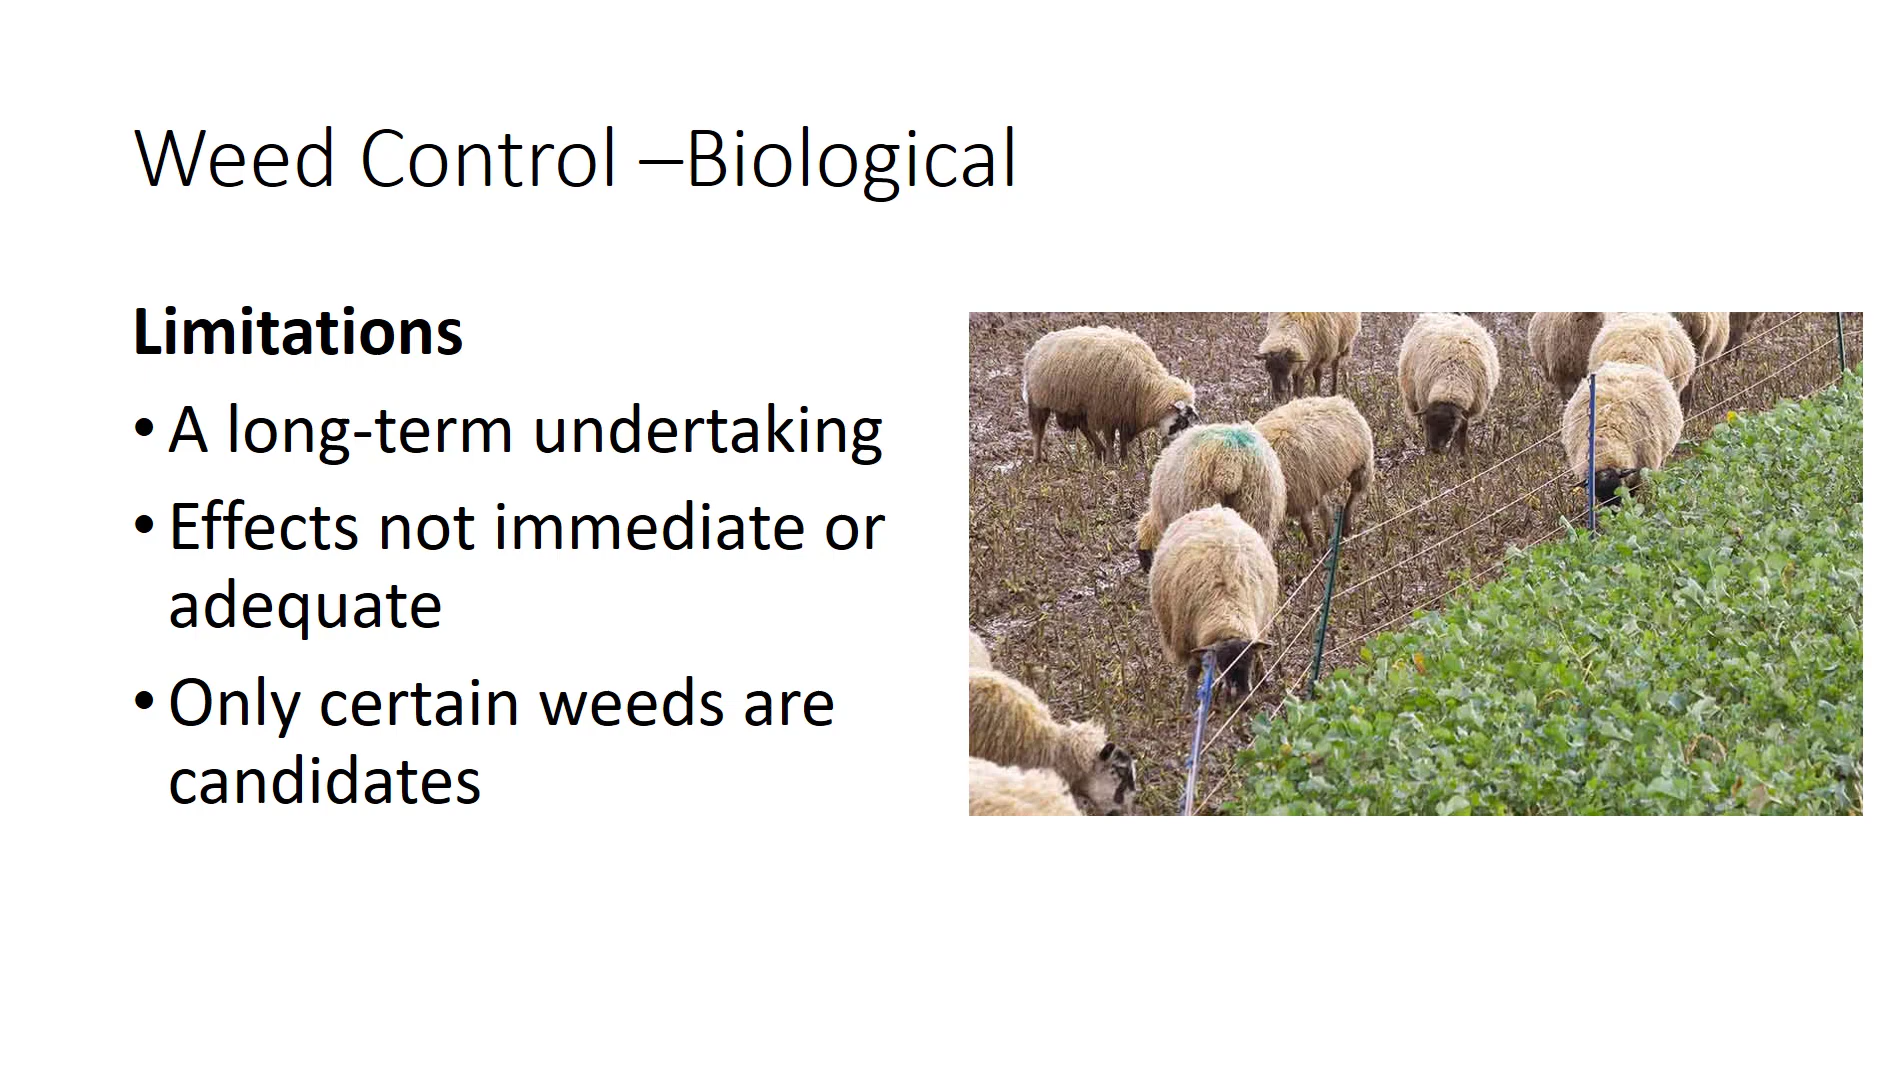 Weed Control –Biological
Limitations
• A long-term undertaking
• Effects not immediate or
adequate
• Only certain weeds are
candidates